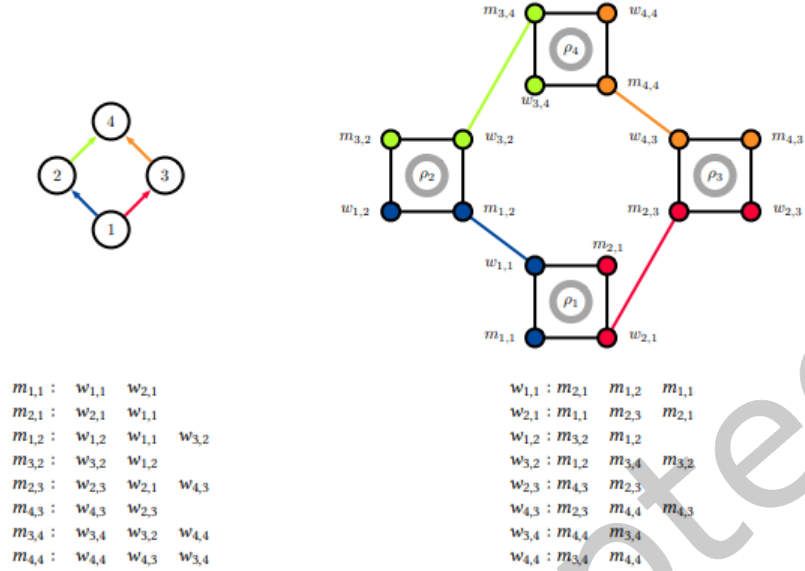 m₃,₄ w₄,₄
ρ₄
4
m₄,₄
w₃,₄
m₃,₂ w₃,₂ w₄,₃ m₄,₃
2 3 ρ₂ ρ₃
w₁,₂ m₁,₂ m₂,₃ w₂,₃
1
m₂,₁
w₁,₁
ρ₁
m₁,₁ w₂,₁
m₁,₁ : w₁,₁ w₂,₁
m₂,₁ : w₂,₁ w₁,₁
m₁,₂ : w₁,₂ w₁,₁ w₃,₂
m₃,₂ : w₃,₂ w₁,₂
m₂,₃ : w₂,₃ w₂,₁ w₄,₃
m₄,₃ : w₄,₃ w₂,₃
m₃,₄ : w₃,₄ w₃,₂ w₄,₄
m₄,₄ : w₄,₄ w₄,₃ w₃,₄
w₁,₁ : m₂,₁ m₁,₂ m₁,₁
w₂,₁ : m₁,₁ m₂,₃ m₂,₁
w₁,₂ : m₃,₂ m₁,₂
w₃,₂ : m₁,₂ m₃,₄ m₃,₂
w₂,₃ : m₄,₃ m₂,₃
w₄,₃ : m₂,₃ m₄,₄ m₄,₃
w₃,₄ : m₄,₄ m₃,₄
w₄,₄ : m₃,₄ m₄,₄